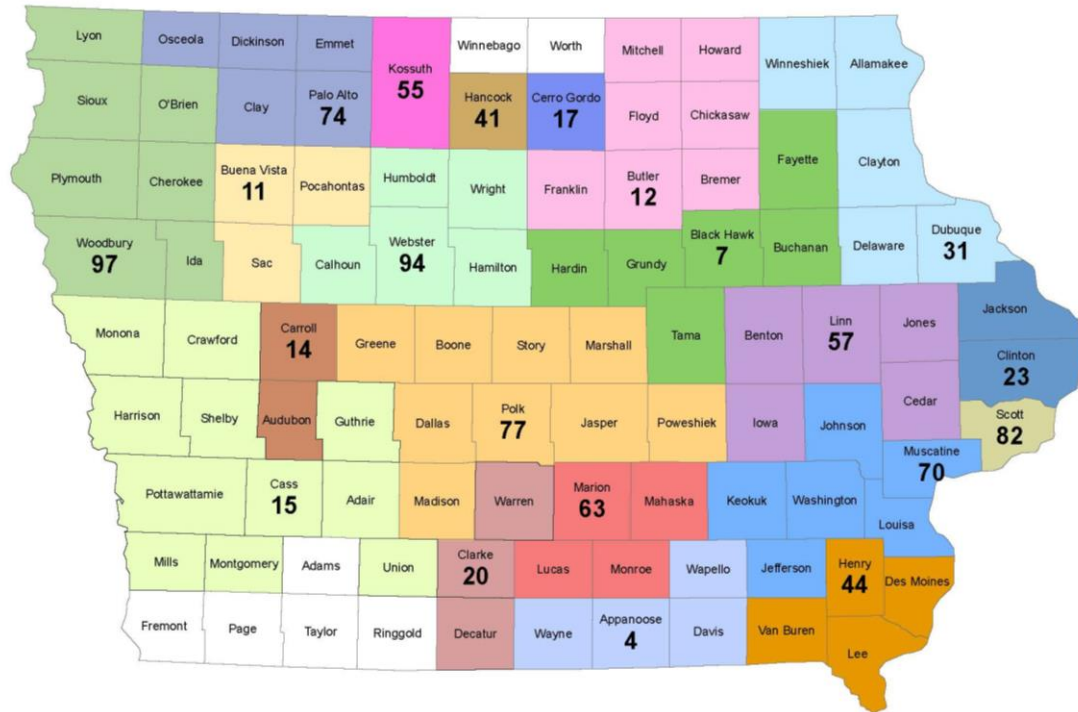 Lyon
Osceola
Dickinson
Emmet
Kossuth
55
Winnebago
Worth
Mitchell
Howard
Winneshiek
Allamakee
Sioux
O'Brien
Clay
Palo Alto
74
Hancock
41
Cerro Gordo
17
Floyd
Chickasaw
Fayette
Clayton
Plymouth
Cherokee
Buena Vista
11
Pocahontas
Humboldt
Wright
Franklin
Butler
12
Bremer
Woodbury
97
Ida
Sac
Calhoun
Webster
94
Hamilton
Hardin
Grundy
Black Hawk
7
Buchanan
Delaware
Dubuque
31
Monona
Crawford
Carroll
14
Greene
Boone
Story
Marshall
Tama
Benton
Linn
57
Jones
Jackson
Clinton
23
Harrison
Shelby
Audubon
Guthrie
Dallas
Polk
77
Jasper
Poweshiek
Iowa
Johnson
Cedar
Scott
82
Muscatine
70
Pottawattamie
Cass
15
Adair
Madison
Warren
Marion
63
Mahaska
Keokuk
Washington
Louisa
Mills
Montgomery
Adams
Union
Clarke
20
Lucas
Monroe
Wapello
Jefferson
Henry
44
Des Moines
Fremont
Page
Taylor
Ringgold
Decatur
Wayne
Appanoose
4
Davis
Van Buren
Lee